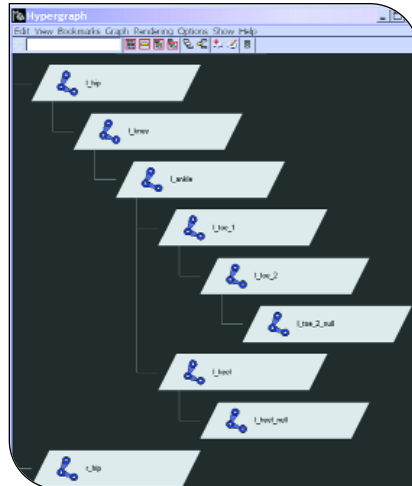 Hypergraph
Edit View Bookmarks Graph Rendering Options Show Help
l_hip
l_knee
l_ankle
l_toe_1
l_toe_2
l_toe_2_null
l_heel
l_heel_null
r_hip